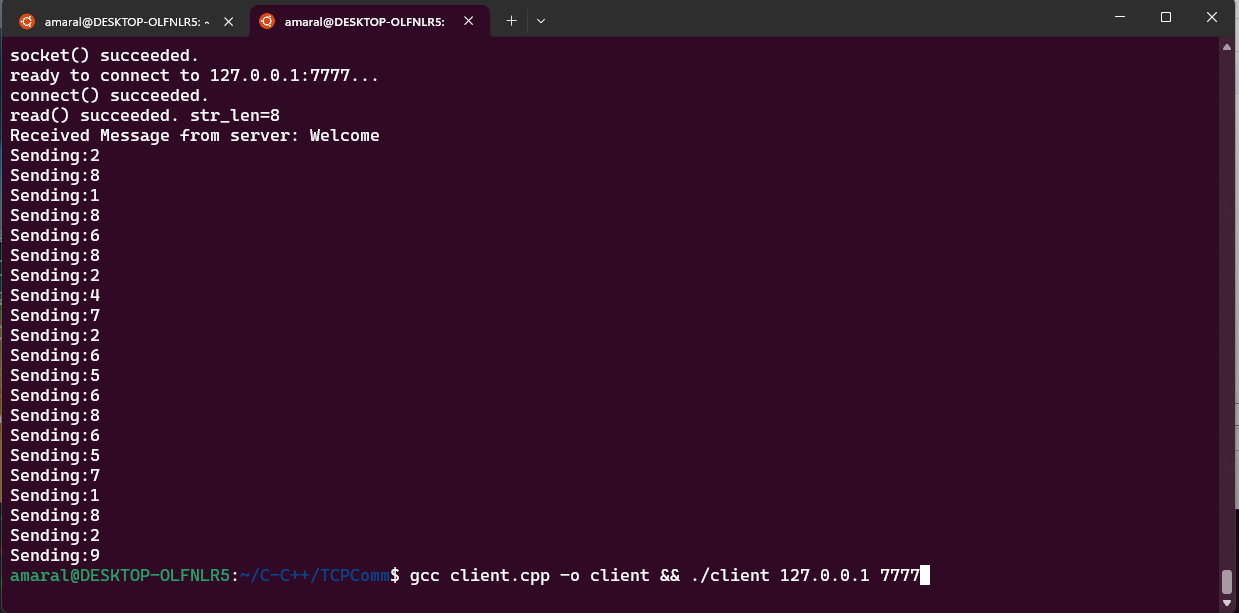 amaral@DESKTOP-OLFNLR5: ~
amaral@DESKTOP-OLFNLR5:
socket() succeeded.
ready to connect to 127.0.0.1:7777...
connect() succeeded.
read() succeeded. str_len=8
Received Message from server: Welcome
Sending:2
Sending:8
Sending:1
Sending:8
Sending:6
Sending:8
Sending:2
Sending:4
Sending:7
Sending:2
Sending:6
Sending:5
Sending:6
Sending:8
Sending:6
Sending:5
Sending:7
Sending:1
Sending:8
Sending:2
Sending:9
amaral@DESKTOP-OLFNLR5:~/C-C++/TCPComm$ gcc client.cpp -o client && ./client 127.0.0.1 7777